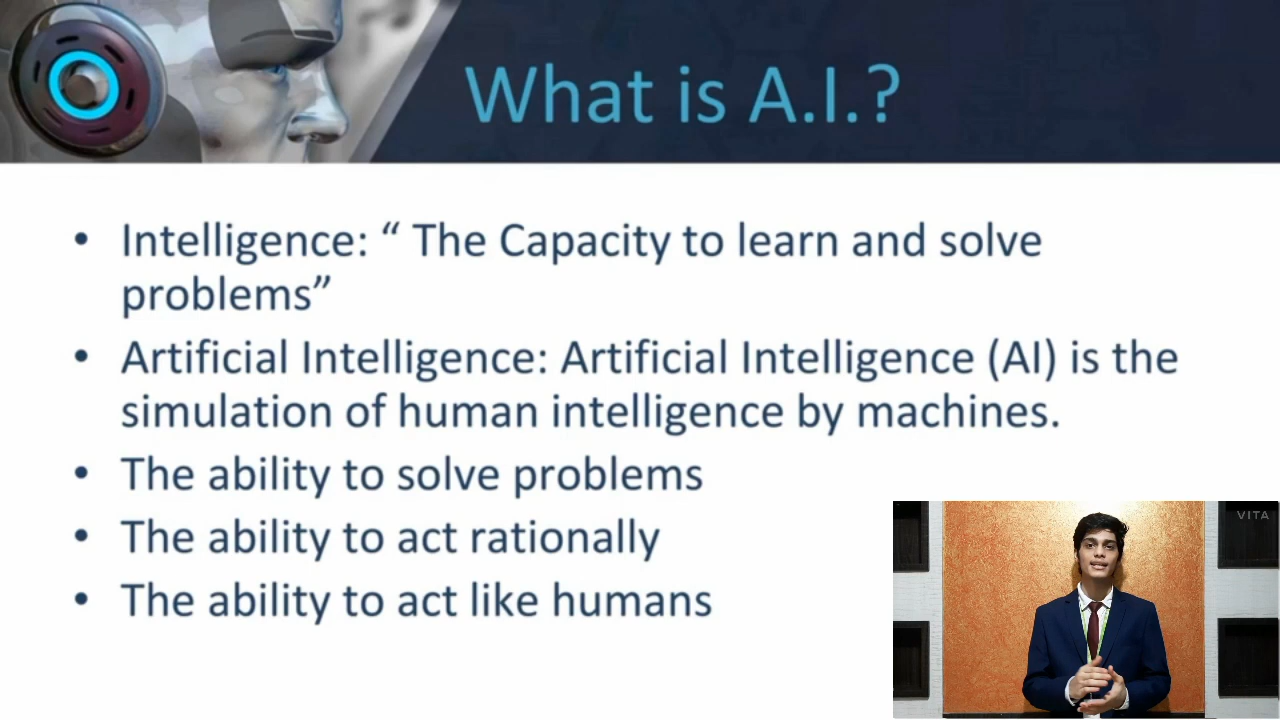 What is A.I.?
• Intelligence: “ The Capacity to learn and solve
problems”
• Artificial Intelligence: Artificial Intelligence (AI) is the
simulation of human intelligence by machines.
• The ability to solve problems
• The ability to act rationally
• The ability to act like humans
VITA